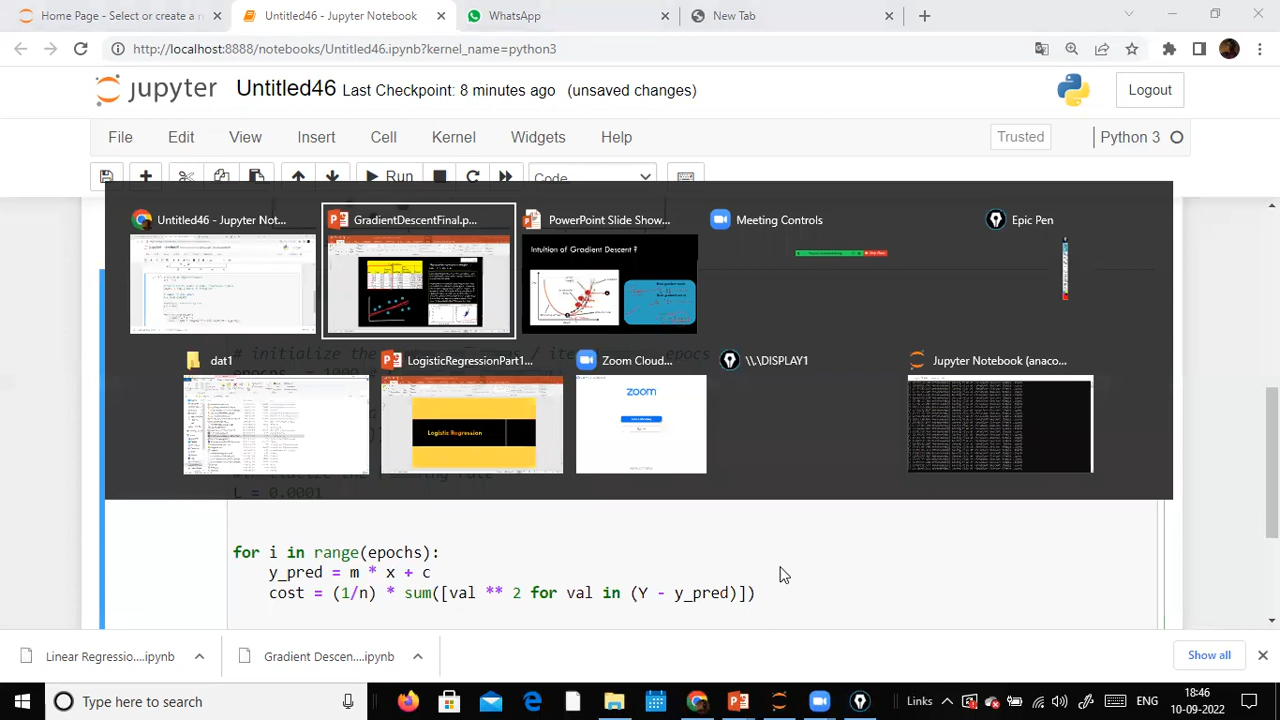 Home Page - Select or create a n
Untitled46 - Jupyter Notebook
WhatsApp
New Tab
http://localhost:8888/notebooks/Untitled46.ipynb?kernel_name=python3
jupyter Untitled46 Last Checkpoint: 8 minutes ago (unsaved changes)
Logout
File Edit View Insert Cell Kernel Widgets Help
Trusted
Python 3
Run
Code
Untitled46 - Jupyter Not...
GradientDescentFinal.p...
PowerPoint Slide Show...
Meeting Controls
Epic Pen
Intuition of Gradient Descent ?
dat1
LogisticRegressionPart1...
Zoom Cloud...
\\.\DISPLAY1
Jupyter Notebook (anaco...
zoom
Logistic Regression
for i in range(epochs):
y_pred = m * x + c
cost = (1/n) * sum([val ** 2 for val in (Y - y_pred)])
Linear Regressio....ipynb
Gradient Descen....ipynb
Show all
Type here to search
Links
ENG
18:46
10-09-2022